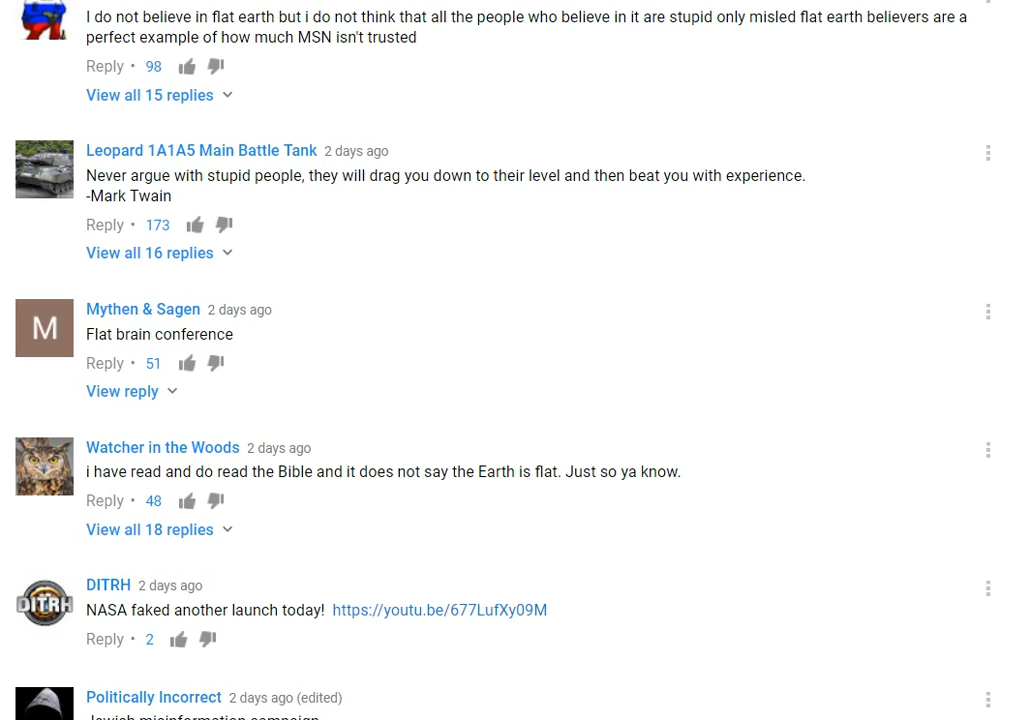 I do not believe in flat earth but i do not think that all the people who believe in it are stupid only misled flat earth believers are a
perfect example of how much MSN isn't trusted
Reply • 98
View all 15 replies
Leopard 1A1A5 Main Battle Tank 2 days ago
Never argue with stupid people, they will drag you down to their level and then beat you with experience.
-Mark Twain
Reply • 173
View all 16 replies
M
Mythen & Sagen 2 days ago
Flat brain conference
Reply • 51
View reply
Watcher in the Woods 2 days ago
i have read and do read the Bible and it does not say the Earth is flat. Just so ya know.
Reply • 48
View all 18 replies
DITRH
DITRH 2 days ago
NASA faked another launch today! https://youtu.be/677LufXy09M
Reply • 2
Politically Incorrect 2 days ago (edited)
Jewish misinformation campaign